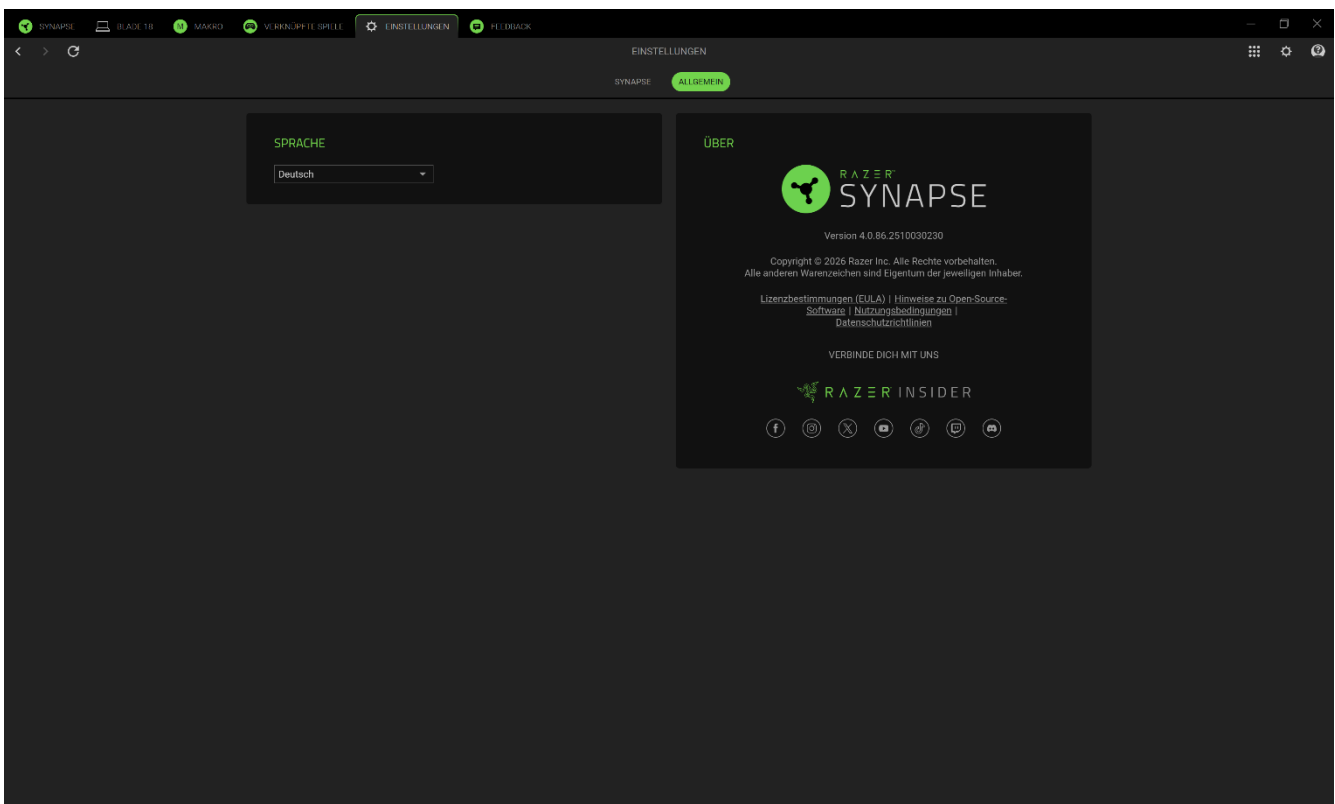 SYNAPSE BLADE 18 MAKRO VERKNÜPFTE SPIELE EINSTELLUNGEN FEEDBACK
EINSTELLUNGEN
SYNAPSE ALLGEMEIN
SPRACHE
Deutsch
ÜBER
RAZER
SYNAPSE
Version 4.0.86.2510030230
Copyright © 2026 Razer Inc. Alle Rechte vorbehalten.
Alle anderen Warenzeichen sind Eigentum der jeweiligen Inhaber.
Lizenzbestimmungen (EULA) | Hinweise zu Open-Source-
Software | Nutzungsbedingungen |
Datenschutzrichtlinien
VERBINDE DICH MIT UNS
RAZER INSIDER